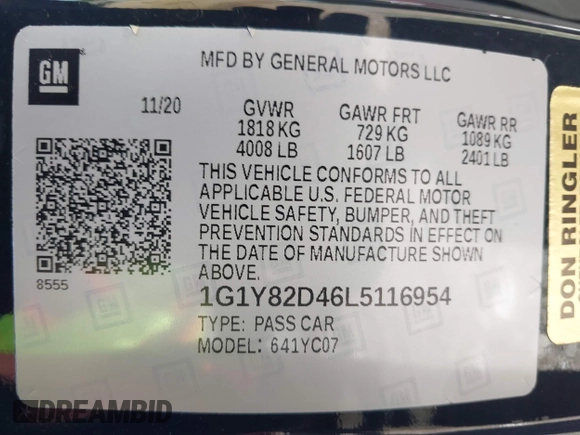 GM
MFD BY GENERAL MOTORS LLC
11/20
GVWR
1818 KG
4008 LB
GAWR FRT
729 KG
1607 LB
GAWR RR
1089 KG
2401 LB
THIS VEHICLE CONFORMS TO ALL
APPLICABLE U.S. FEDERAL MOTOR
VEHICLE SAFETY, BUMPER, AND THEFT
PREVENTION STANDARDS IN EFFECT ON
THE DATE OF MANUFACTURE SHOWN
ABOVE.
8555
1G1Y82D46L5116954
TYPE: PASS CAR
MODEL: 641YC07
DON RINGLER
DREAMBID